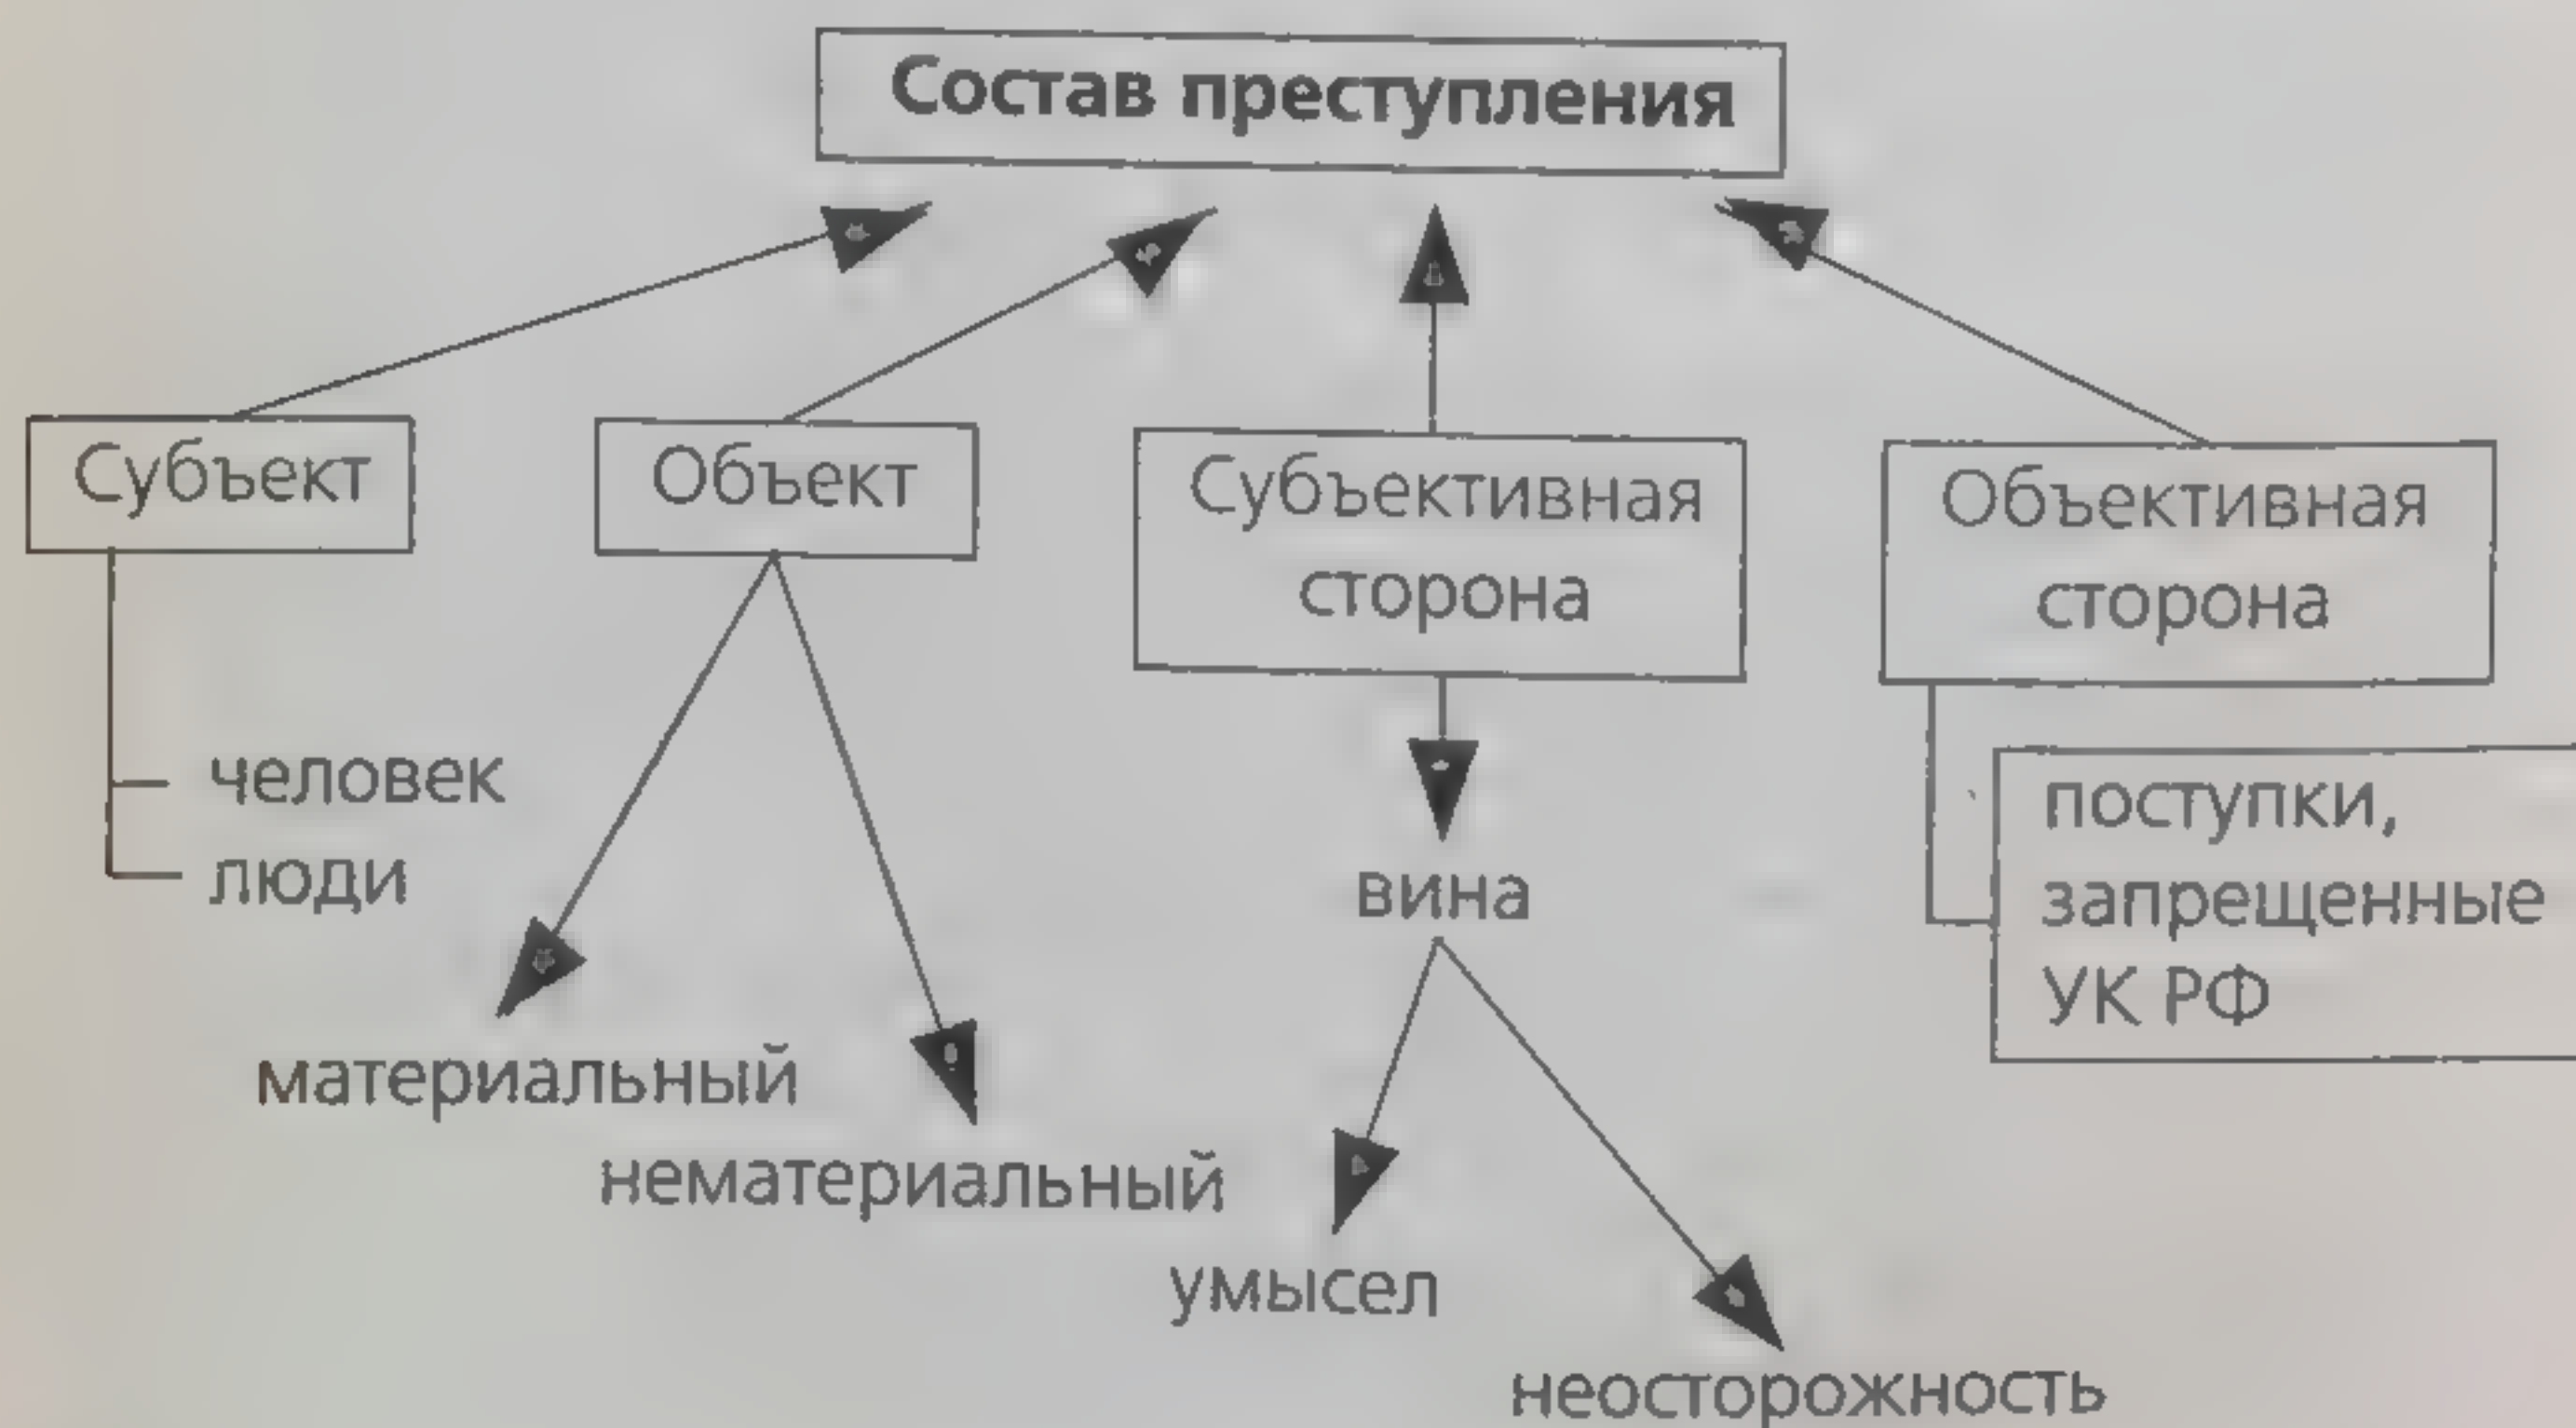 Состав преступления
Субъект
Объект
Субъективная
сторона
Объективная
сторона
человек
люди
материальный
нематериальный
вина
умысел
неосторожность
поступки,
запрещенные
УК РФ